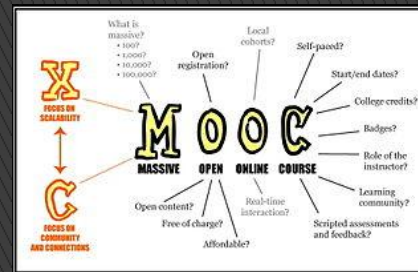 What is
massive?
• 100?
• 1,000?
• 10,000?
• 100,000?
Open
registration?
Local
cohorts?
Self-paced?
Start/end dates?
College credits?
Badges?
Role of the
instructor?
Learning
community?
Scripted assessments
and feedback?
X
FOCUS ON
SCALABILITY
C
FOCUS ON
COMMUNITY
AND CONNECTIONS
MOOC
MASSIVE OPEN ONLINE COURSE
Open content?
Free of charge?
Affordable?
Real-time
interaction?